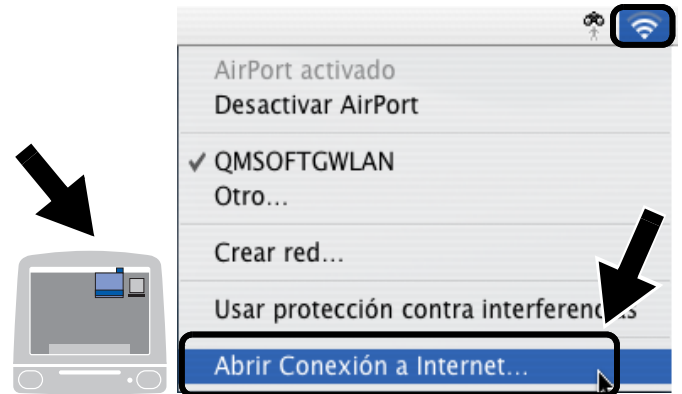 AirPort activado
Desactivar AirPort
✓ QMSOFTGWLAN
Otro...
Crear red...
Usar protección contra interferencias
Abrir Conexión a Internet...